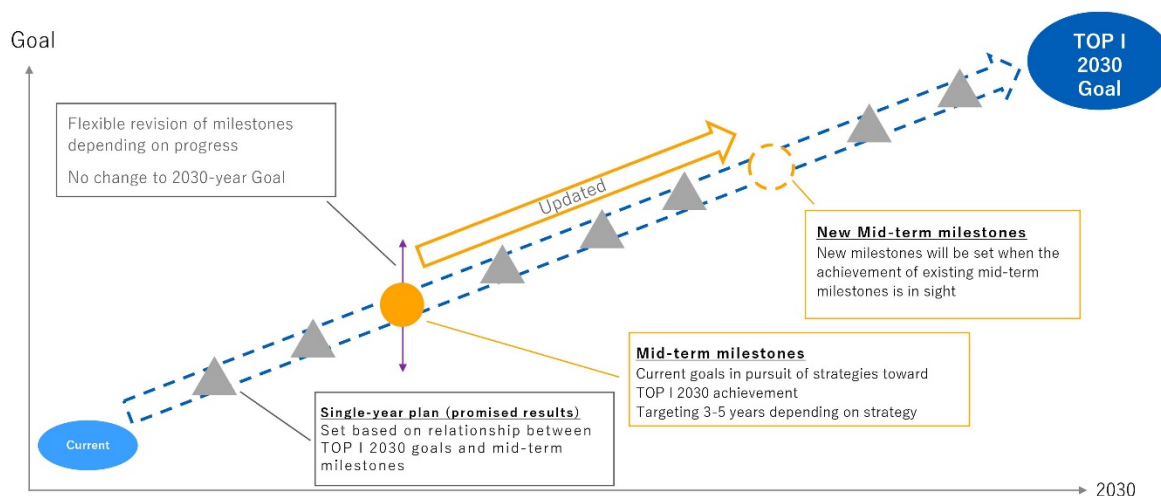 Goal
TOP I
2030
Goal
Flexible revision of milestones
depending on progress
No change to 2030-year Goal
Updated
New Mid-term milestones
New milestones will be set when the
achievement of existing mid-term
milestones is in sight
Mid-term milestones
Current goals in pursuit of strategies toward
TOP I 2030 achievement
Targeting 3-5 years depending on strategy
Single-year plan (promised results)
Set based on relationship between
TOP I 2030 goals and mid-term
milestones
Current
2030